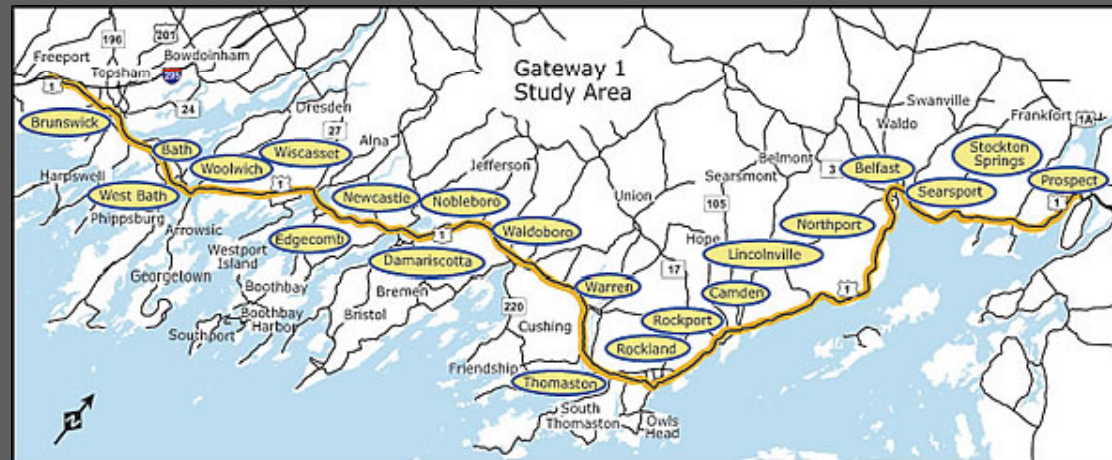 Gateway 1
Study Area
Freeport
196
201
Bowdoinham
Topsham
295
1
24
Brunswick
Dresden
27
Alna
Bath
Woolwich
Wiscasset
Harpswell
West Bath
1
Phippsburg
Arrowsic
Westport
Island
Georgetown
Edgecomb
Boothbay
Boothbay
Harbor
Southport
Newcastle
Nobleboro
Jefferson
1
Damariscotta
Waldoboro
Bremen
Bristol
220
Cushing
Friendship
Union
Warren
Thomaston
South
Thomaston
Owls
Head
Rockland
Rockport
17
Hope
105
Camden
Lincolnville
Searsmont
Belmont
3
Northport
1
Belfast
Waldo
Swanville
Searsport
Stockton
Springs
Frankfort
1A
Prospect
1
N